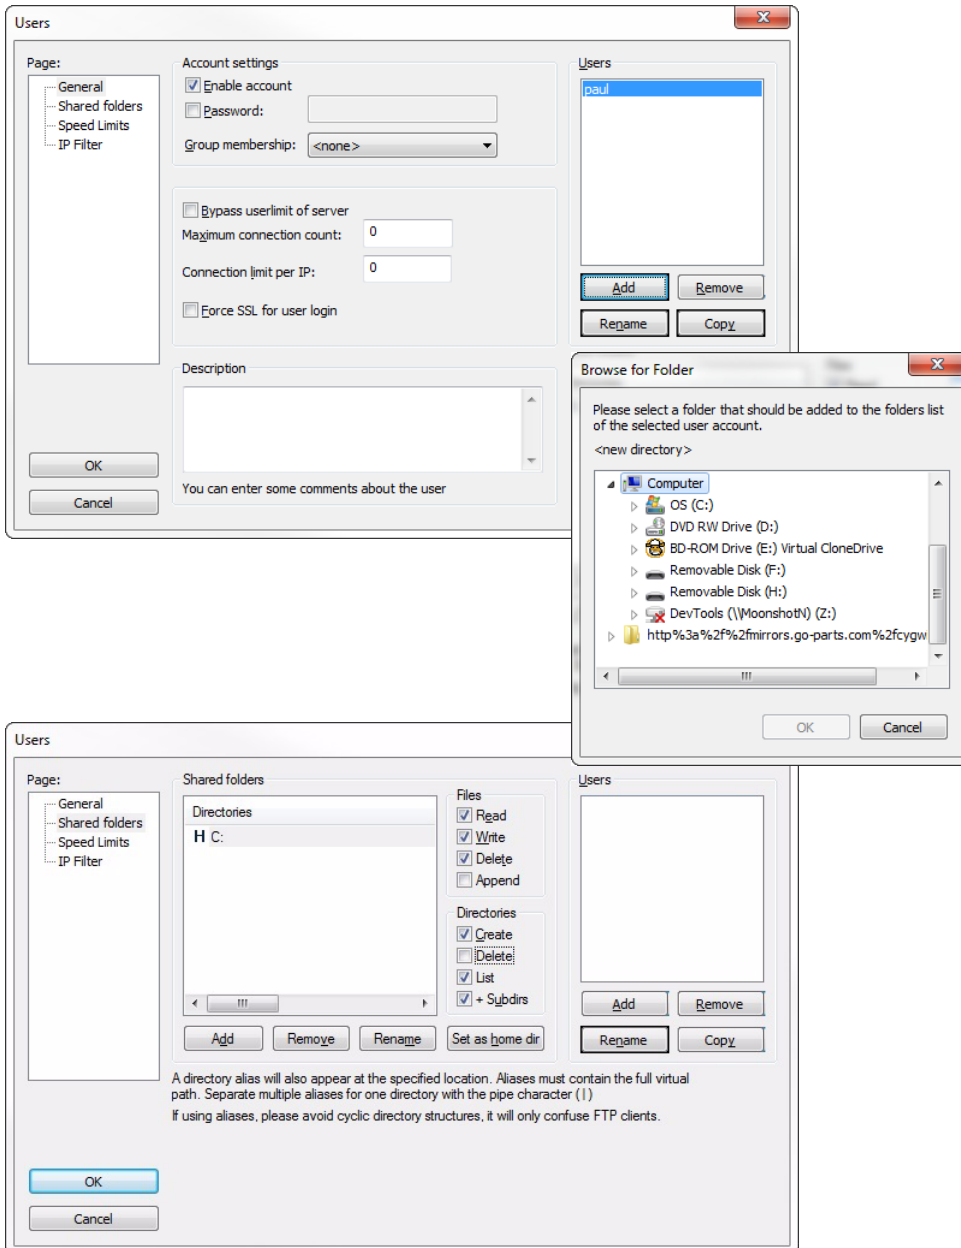 Users
Page:
General
Shared folders
Speed Limits
IP Filter
OK
Cancel
Account settings
Enable account
Password:
Group membership: <none>
Bypass userlimit of server
Maximum connection count: 0
Connection limit per IP: 0
Force SSL for user login
Description
You can enter some comments about the user
Users
paul
Add Remove
Rename Copy
Browse for Folder
Please select a folder that should be added to the folders list
of the selected user account.
<new directory>
Computer
OS (C:)
DVD RW Drive (D:)
BD-ROM Drive (E:) Virtual CloneDrive
Removable Disk (F:)
Removable Disk (H:)
DevTools (\\MoonshotN) (Z:)
http%3a%2f%2fmirrors.go-parts.com%2fcygw
OK Cancel
Users
Page:
General
Shared folders
Speed Limits
IP Filter
OK
Cancel
Shared folders
Directories
H C:
Files
Read
Write
Delete
Append
Directories
Create
Delete
List
+ Subdirs
Add Remove Rename Set as home dir
Users
Add Remove
Rename Copy
A directory alias will also appear at the specified location. Aliases must contain the full virtual
path. Separate multiple aliases for one directory with the pipe character ( | )
If using aliases, please avoid cyclic directory structures, it will only confuse FTP clients.